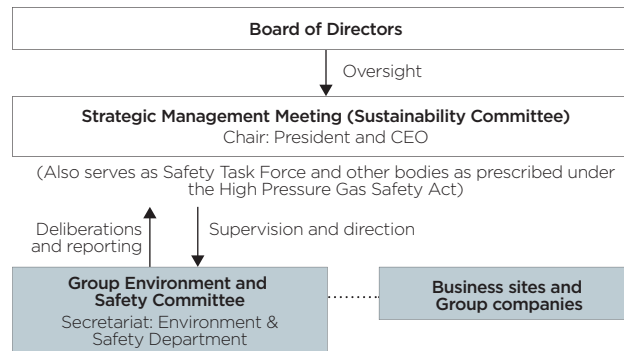 Board of Directors
Oversight
Strategic Management Meeting (Sustainability Committee)
Chair: President and CEO
(Also serves as Safety Task Force and other bodies as prescribed under
the High Pressure Gas Safety Act)
Deliberations
and reporting
Supervision and direction
Group Environment and
Safety Committee
Secretariat: Environment &
Safety Department
Business sites and
Group companies